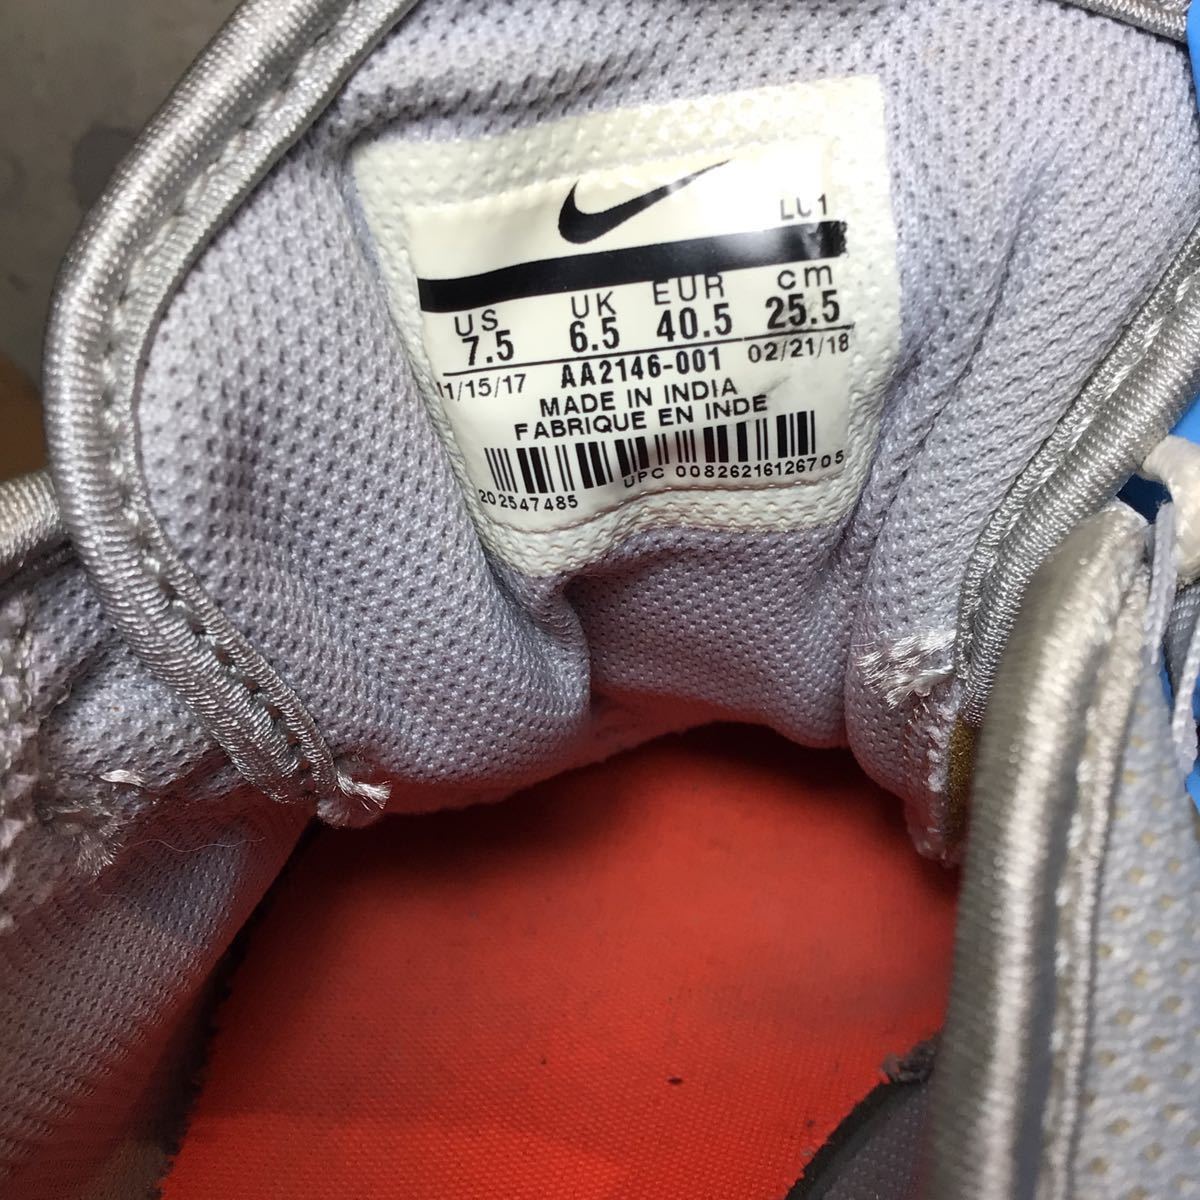 LU1
US UK EUR cm
7.5 6.5 40.5 25.5
11/15/17 AA2146-001 02/21/18
MADE IN INDIA
FABRIQUE EN INDE
202547485 UPC 00826216126705